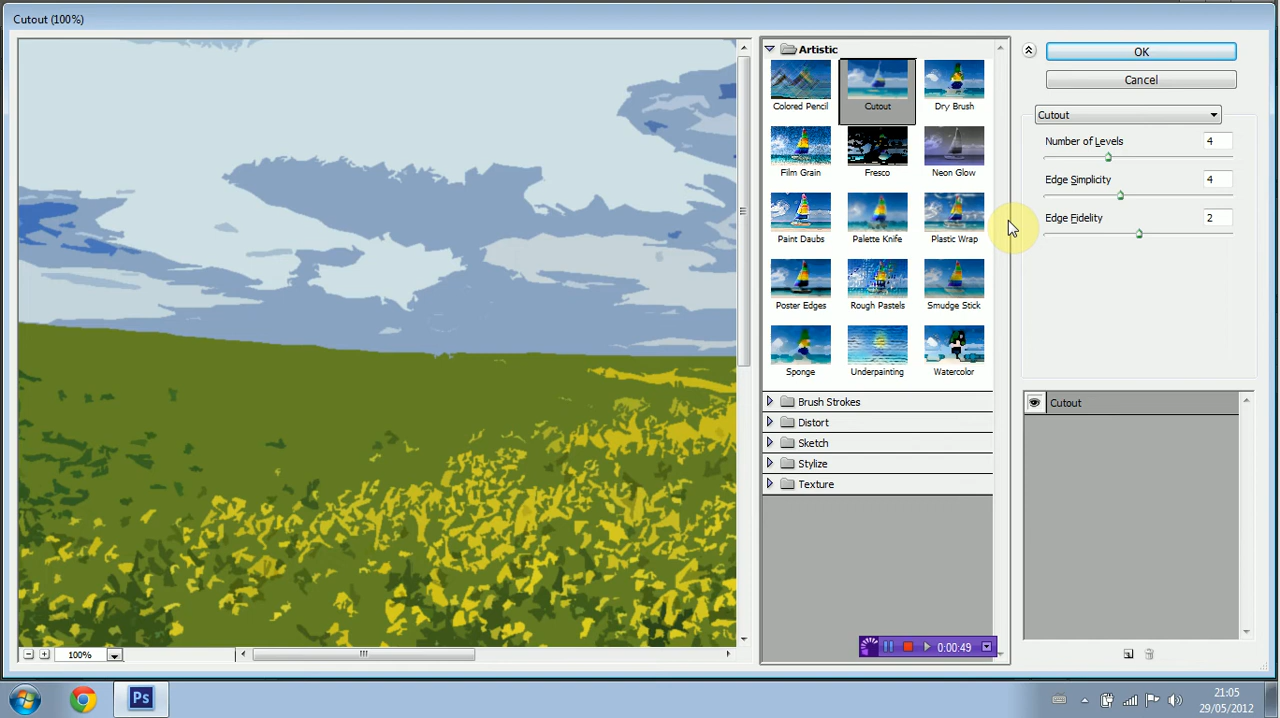 Cutout (100%)
Artistic
OK
Cancel
Colored Pencil
Cutout
Dry Brush
Cutout
Number of Levels
4
Film Grain
Fresco
Neon Glow
Edge Simplicity
4
Edge Fidelity
2
Paint Daubs
Palette Knife
Plastic Wrap
Poster Edges
Rough Pastels
Smudge Stick
Sponge
Underpainting
Watercolor
Brush Strokes
Cutout
Distort
Sketch
Stylize
Texture
0:00:49
100%
Ps
21:05
29/05/2012